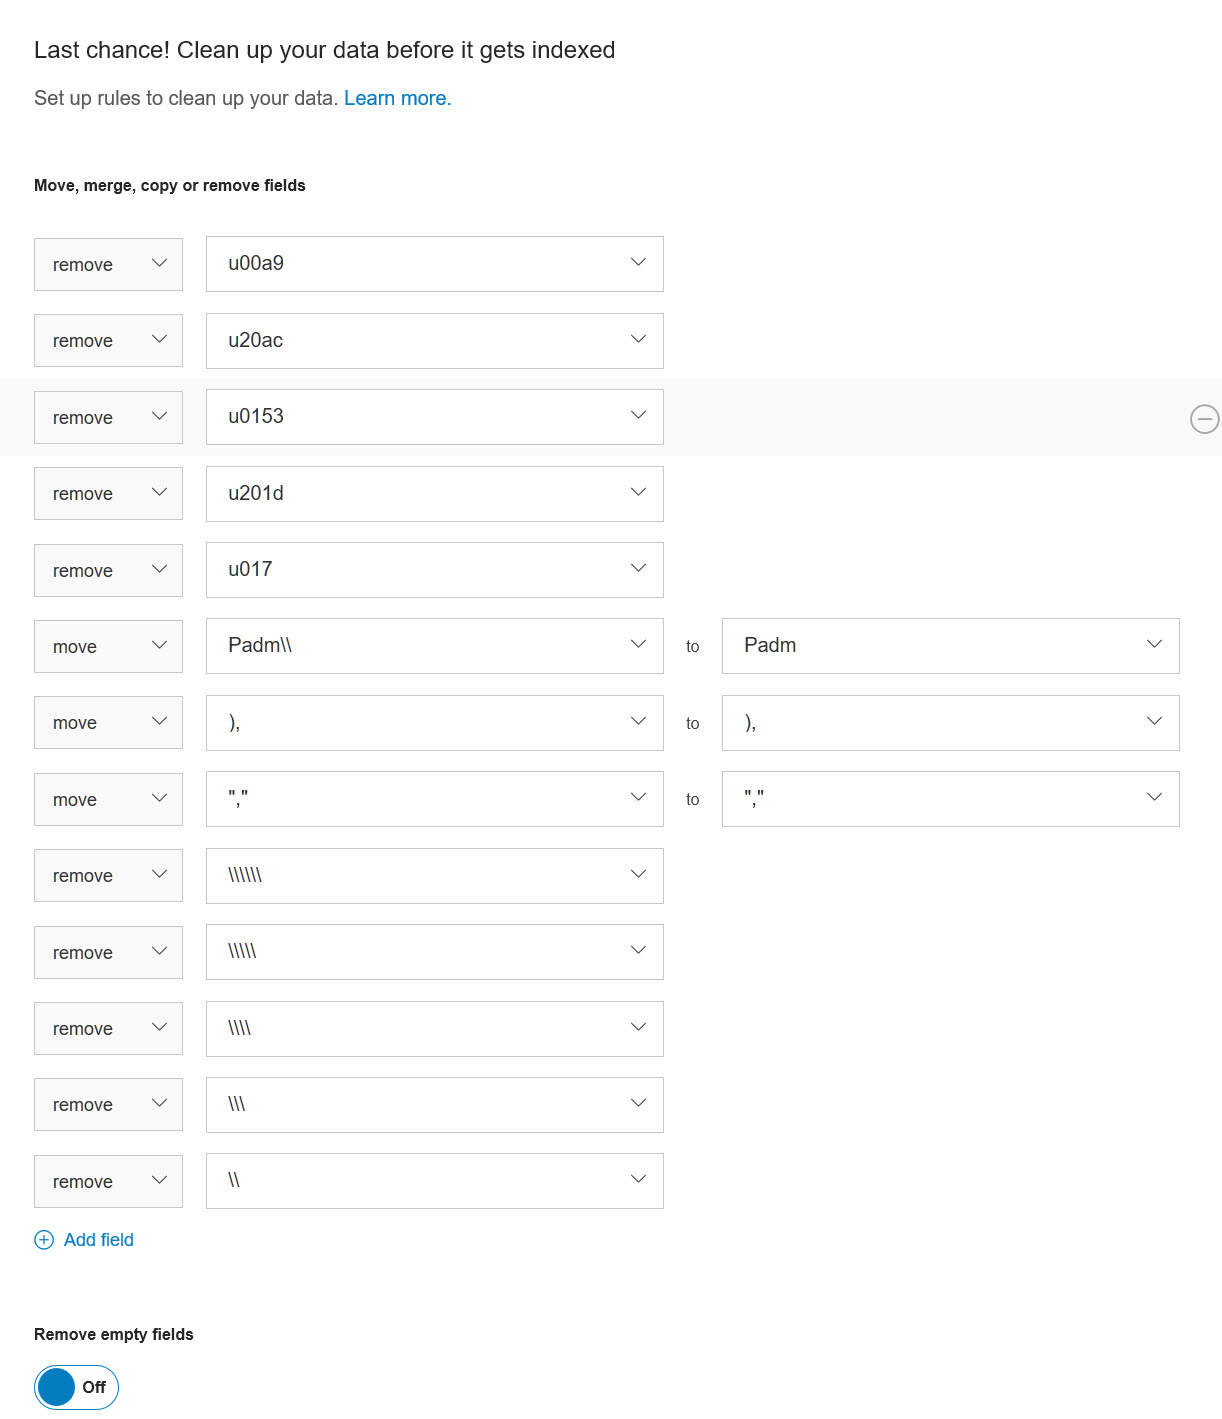 Last chance! Clean up your data before it gets indexed
Set up rules to clean up your data. Learn more.
Move, merge, copy or remove fields
remove u00a9
remove u20ac
remove u0153
remove u201d
remove u017
move Padm\\ to Padm
move ), to ),
move "," to ","
remove \\\\\\
remove \\\\\
remove \\\\
remove \\\
remove \\
Add field
Remove empty fields
Off